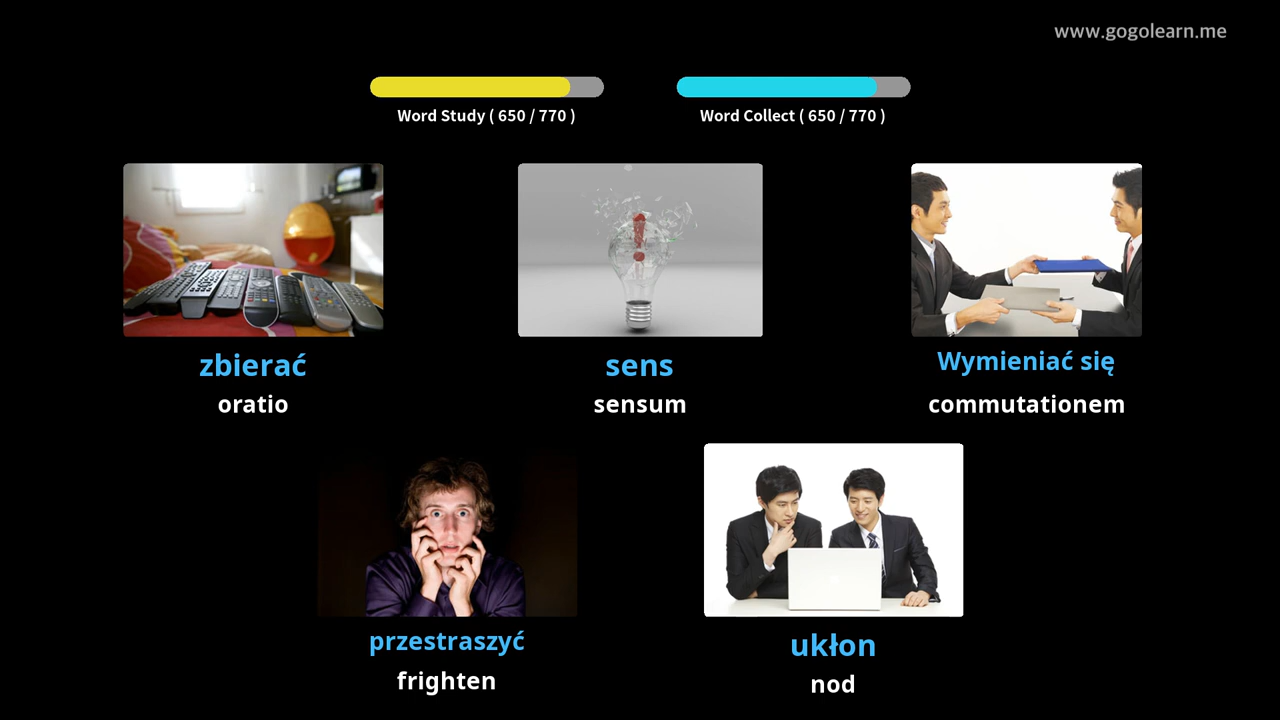 www.gogolearn.me
Word Study ( 650 / 770 )
Word Collect ( 650 / 770 )
zbierać
oratio
sens
sensum
Wymieniać się
commutationem
przestraszyć
frighten
ukłon
nod